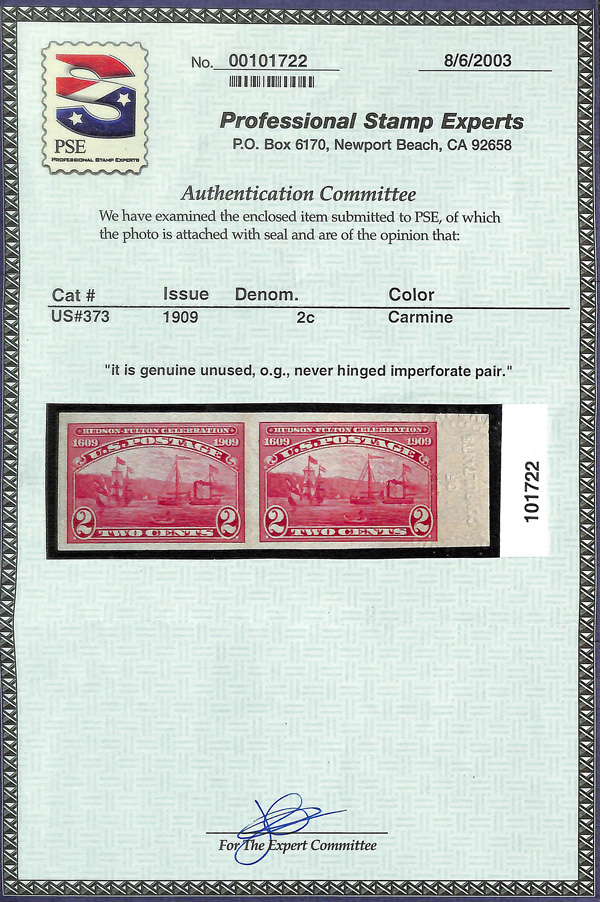 PSE
PROFESSIONAL STAMP EXPERTS
No. 00101722
8/6/2003
Professional Stamp Experts
P.O. Box 6170, Newport Beach, CA 92658
Authentication Committee
We have examined the enclosed item submitted to PSE, of which
the photo is attached with seal and are of the opinion that:
Cat # Issue Denom. Color
US#373 1909 2c Carmine
"it is genuine unused, o.g., never hinged imperforate pair."
HUDSON-FULTON CELEBRATION
1609 1909
U.S. POSTAGE
2 2
TWO CENTS
HUDSON-FULTON CELEBRATION
1609 1909
U.S. POSTAGE
2 2
TWO CENTS
101722
For The Expert Committee